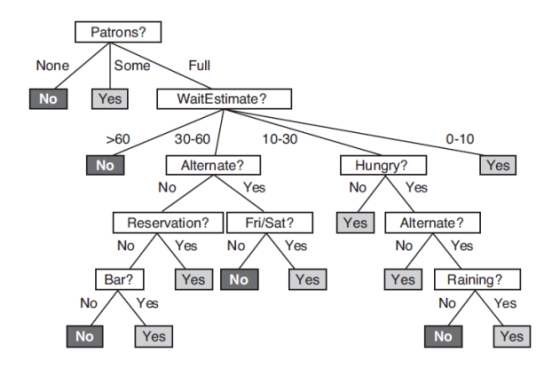 Patrons?
None Some Full
No Yes WaitEstimate?
>60 30-60 10-30 0-10
No Alternate? Hungry? Yes
No Yes No Yes
Reservation? Fri/Sat? Yes Alternate?
No Yes No Yes No Yes
Bar? Yes No Yes Yes Raining?
No Yes No Yes
No Yes No Yes